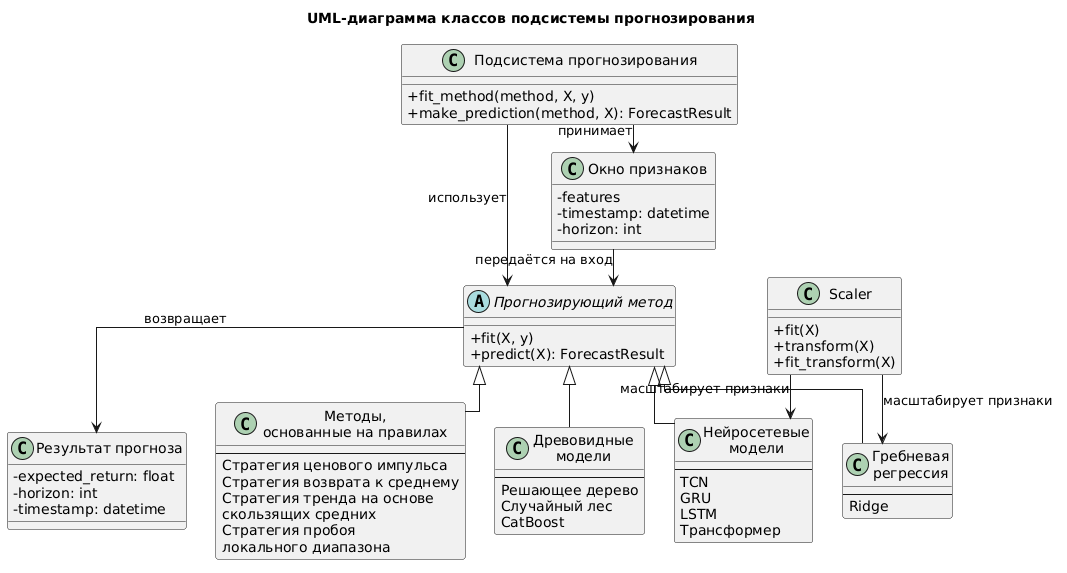 UML-диаграмма классов подсистемы прогнозирования
C Подсистема прогнозирования
+fit_method(method, X, y)
+make_prediction(method, X): ForecastResult
принимает
C Окно признаков
-features
-timestamp: datetime
-horizon: int
использует
передаётся на вход
A Прогнозирующий метод
+fit(X, y)
+predict(X): ForecastResult
C Scaler
+fit(X)
+transform(X)
+fit_transform(X)
возвращает
масштабирует признаки
масштабирует признаки
C Результат прогноза
-expected_return: float
-horizon: int
-timestamp: datetime
C Методы,
основанные на правилах
Стратегия ценового импульса
Стратегия возврата к среднему
Стратегия тренда на основе
скользящих средних
Стратегия пробоя
локального диапазона
C Древовидные
модели
Решающее дерево
Случайный лес
CatBoost
C Нейросетевые
модели
TCN
GRU
LSTM
Трансформер
C Гребневая
регрессия
Ridge